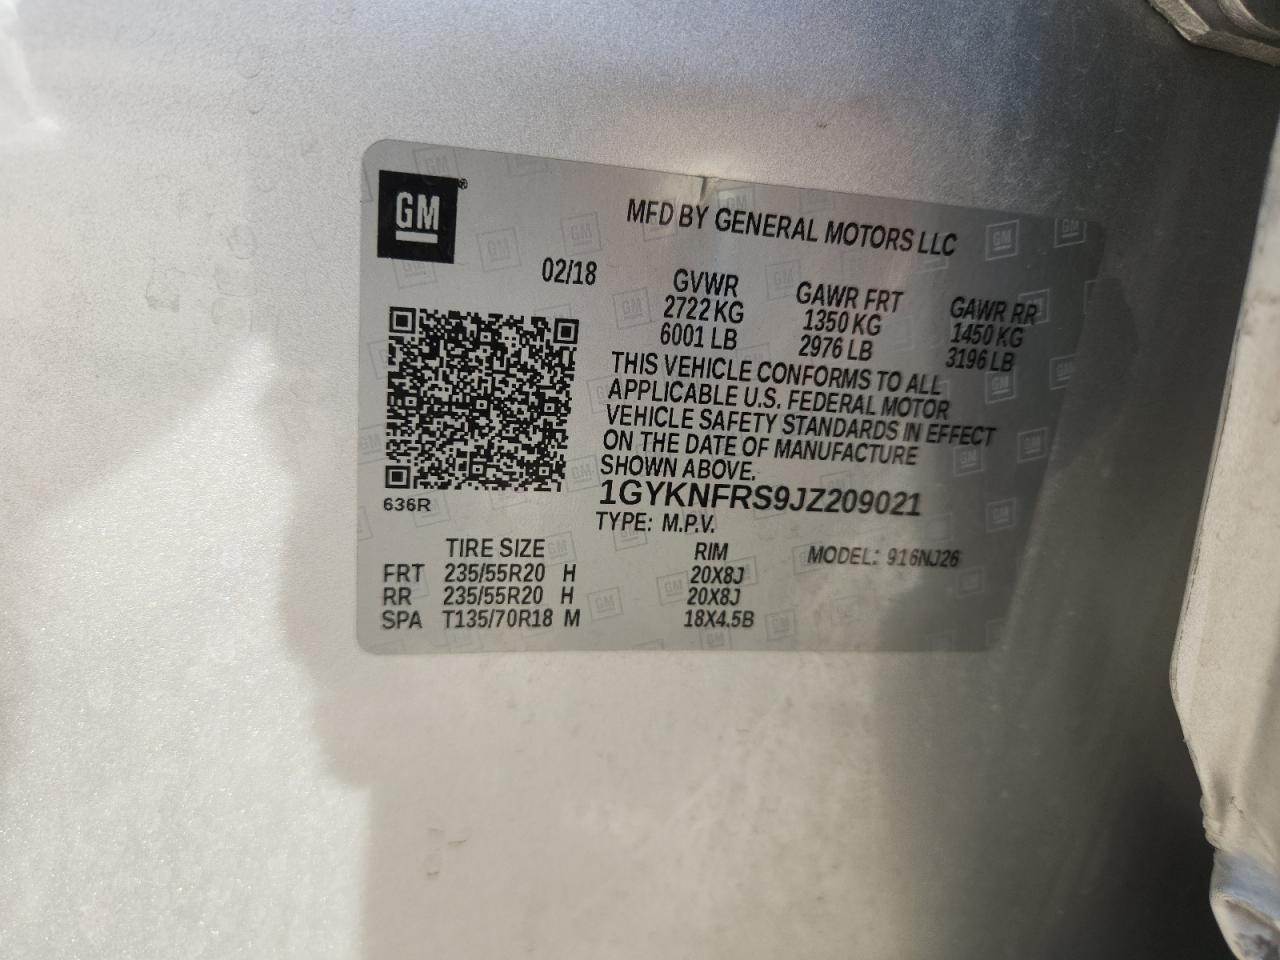 GM®
MFD BY GENERAL MOTORS LLC
02/18 GVWR GAWR FRT GAWR RR
2722 KG 1350 KG 1450 KG
6001 LB 2976 LB 3196 LB
THIS VEHICLE CONFORMS TO ALL
APPLICABLE U.S. FEDERAL MOTOR
VEHICLE SAFETY STANDARDS IN EFFECT
ON THE DATE OF MANUFACTURE
SHOWN ABOVE.
1GYKNFRS9JZ209021
636R
TYPE: M.P.V.
TIRE SIZE RIM MODEL: 916NJ26
FRT 235/55R20 H 20X8J
RR 235/55R20 H 20X8J
SPA T135/70R18 M 18X4.5B